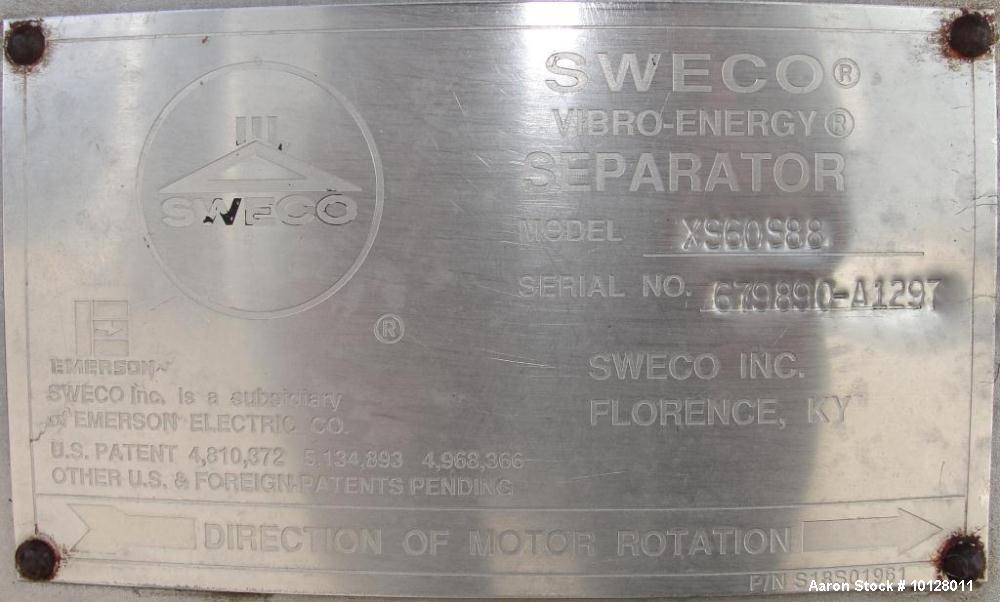 SWECO
®
EMERSON
SWECO Inc. is a subsidiary
of EMERSON ELECTRIC CO.
U.S. PATENT 4,810,372 5,134,893 4,968,366
OTHER U.S. & FOREIGN PATENTS PENDING
SWECO®
VIBRO-ENERGY®
SEPARATOR
MODEL XS60S88
SERIAL NO. 679890-A1297
SWECO INC.
FLORENCE, KY
DIRECTION OF MOTOR ROTATION
P/N S18S01961
Aaron Stock # 10128011